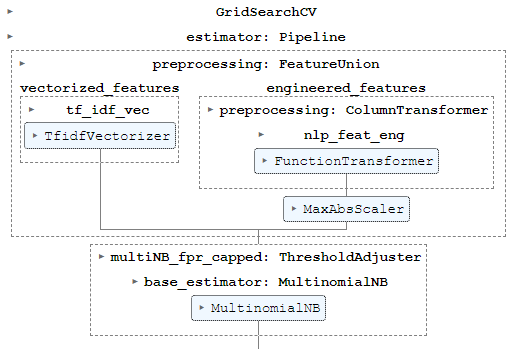 GridSearchCV
estimator: Pipeline
preprocessing: FeatureUnion
vectorized_features
tf_idf_vec
TfidfVectorizer
engineered_features
preprocessing: ColumnTransformer
nlp_feat_eng
FunctionTransformer
MaxAbsScaler
multiNB_fpr_capped: ThresholdAdjuster
base_estimator: MultinomialNB
MultinomialNB